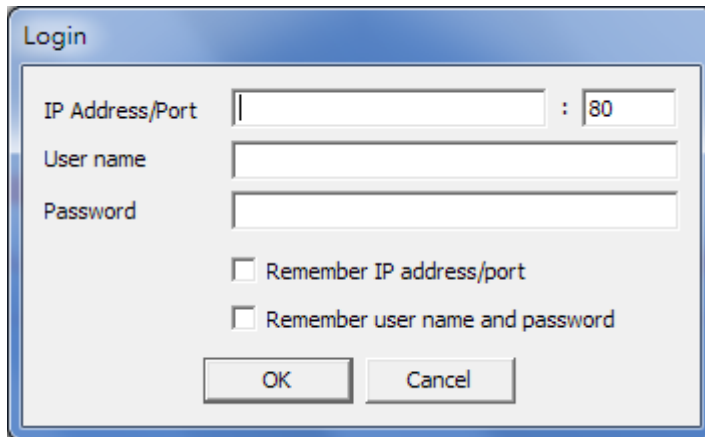 Login
IP Address/Port : 80
User name
Password
Remember IP address/port
Remember user name and password
OK Cancel